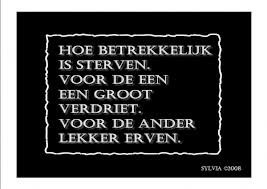 HOE BETREKKELIJK
IS STERVEN.
VOOR DE EEN
EEN GROOT
VERDRIET.
VOOR DE ANDER
LEKKER ERVEN.
SYLVIA ©2008